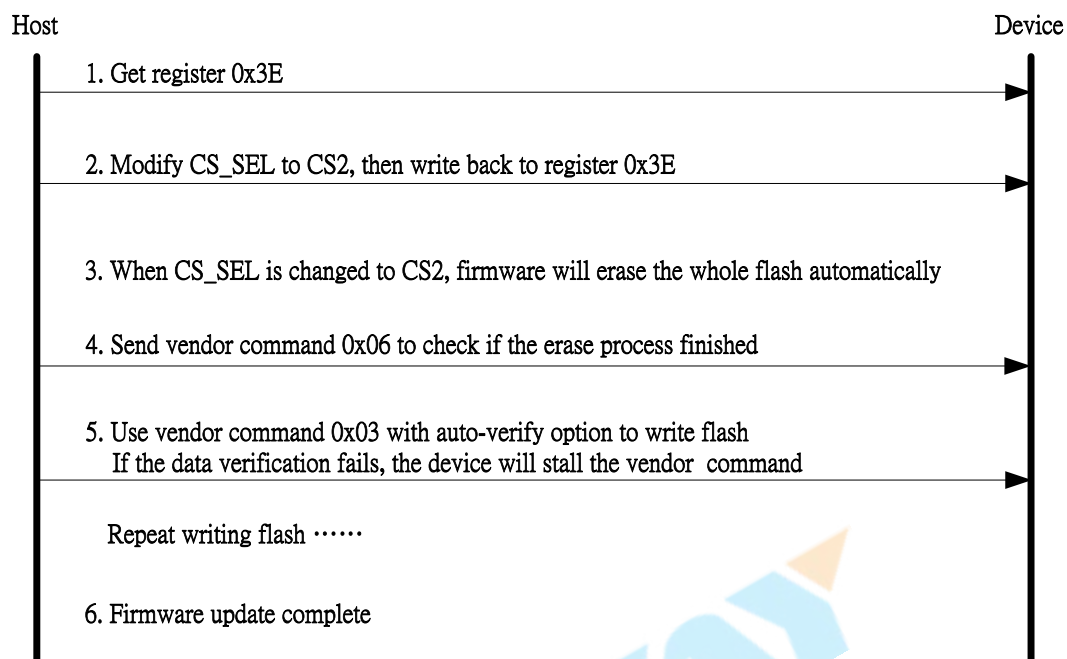 Host
Device
1. Get register 0x3E
2. Modify CS_SEL to CS2, then write back to register 0x3E
3. When CS_SEL is changed to CS2, firmware will erase the whole flash automatically
4. Send vendor command 0x06 to check if the erase process finished
5. Use vendor command 0x03 with auto-verify option to write flash
If the data verification fails, the device will stall the vendor command
Repeat writing flash ⋯⋯
6. Firmware update complete